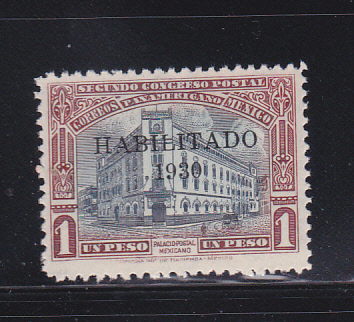 SEGUNDO CONGRESO POSTAL
CORREOS PANAMERICANO MEXICO
HABILITADO
1930
1 UN PESO PALACIO POSTAL UN PESO 1
MEXICANO